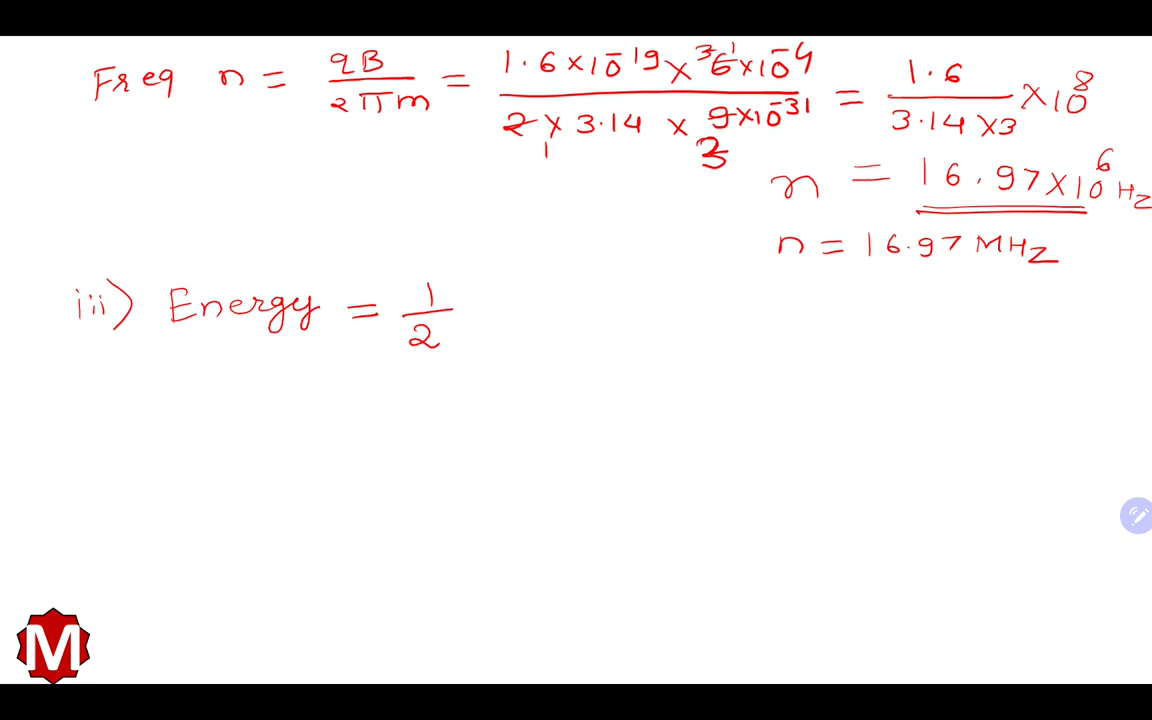 Freq n = qB / 2πm = 1.6×10⁻¹⁹ × ³6¹×10⁻⁴ / 2 × 3.14 × 9×10⁻³¹ = 1.6 / 3.14×3 ×10⁸
1 3
n = 16.97×10⁶ Hz
n = 16.97 MHz
iii) Energy = 1/2
M